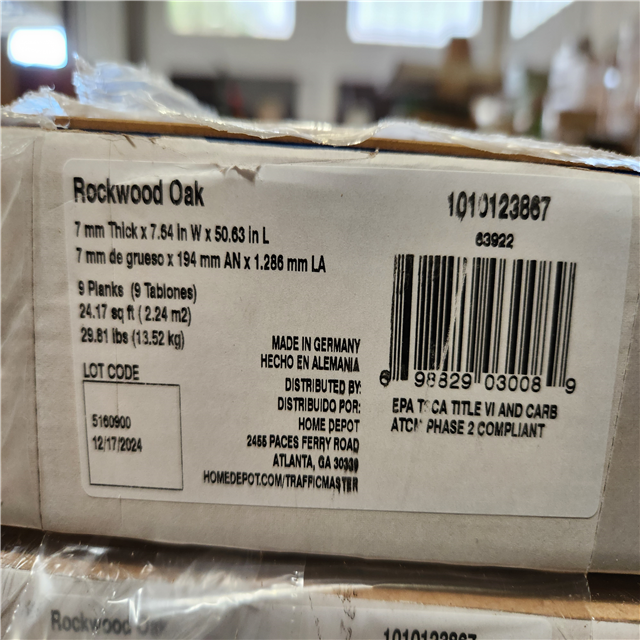 Rockwood Oak
7 mm Thick x 7.64 in W x 50.63 in L
7 mm de grueso x 194 mm AN x 1.286 mm LA
9 Planks (9 Tablones)
24.17 sq ft ( 2.24 m2)
29.81 lbs (13.52 kg)
LOT CODE
5160900
12/17/2024
MADE IN GERMANY
HECHO EN ALEMANIA
DISTRIBUTED BY:
DISTRIBUIDO POR:
HOME DEPOT
2455 PACES FERRY ROAD
ATLANTA, GA 30339
HOMEDEPOT.COM/TRAFFICMASTER
1010123867
63922
6 98829 03008 9
EPA TSCA TITLE VI AND CARB
ATCM PHASE 2 COMPLIANT
Rockwood Oak
1010123867